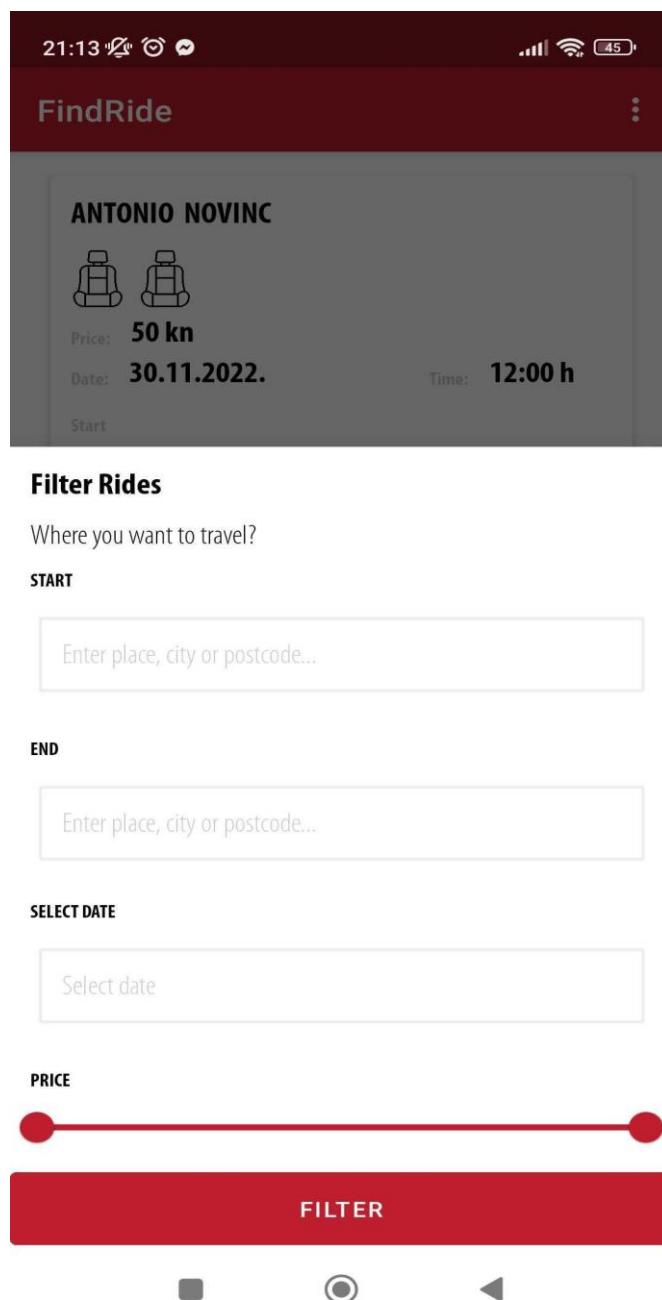 21:13
45
FindRide
ANTONIO NOVINC
Price: 50 kn
Date: 30.11.2022. Time: 12:00 h
Start
Filter Rides
Where you want to travel?
START
Enter place, city or postcode...
END
Enter place, city or postcode...
SELECT DATE
Select date
PRICE
FILTER